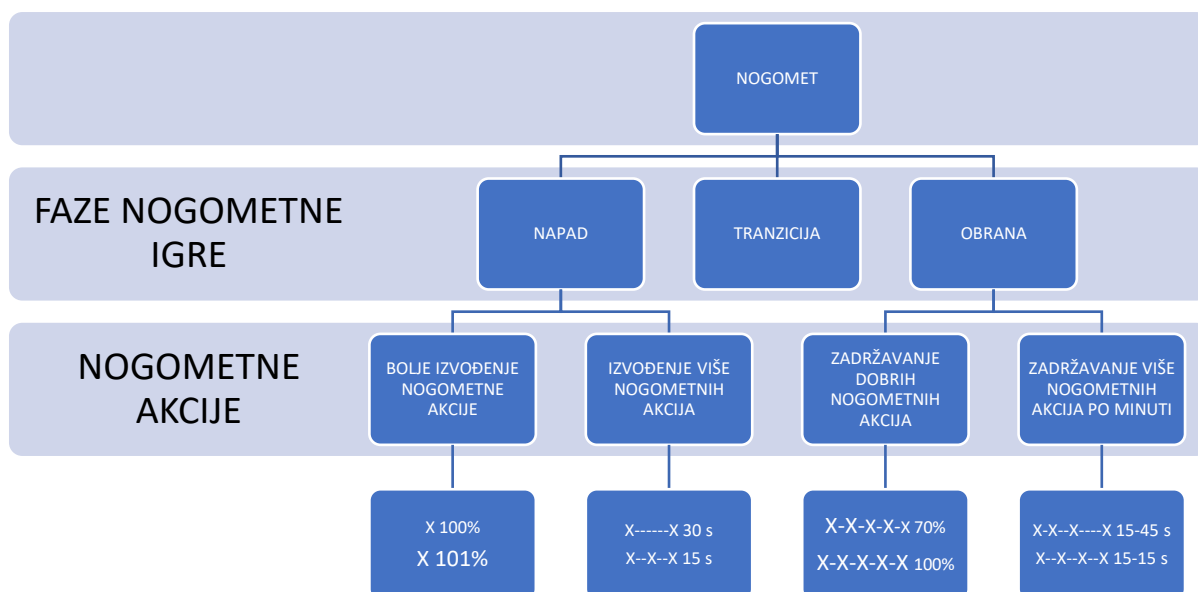 NOGOMET
FAZE NOGOMETNE
IGRE
NAPAD
TRANZICIJA
OBRANA
NOGOMETNE
AKCIJE
BOLJE IZVOĐENJE
NOGOMETNE
AKCIJE
IZVOĐENJE VIŠE
NOGOMETNIH
AKCIJA
ZADRŽAVANJE
DOBRIH
NOGOMETNIH
AKCIJA
ZADRŽAVANJE VIŠE
NOGOMETNIH
AKCIJA PO MINUTI
X 100%
X 101%
X------X 30 s
X--X--X 15 s
X-X-X-X-X 70%
X-X-X-X-X 100%
X-X--X----X 15-45 s
X--X--X--X 15-15 s